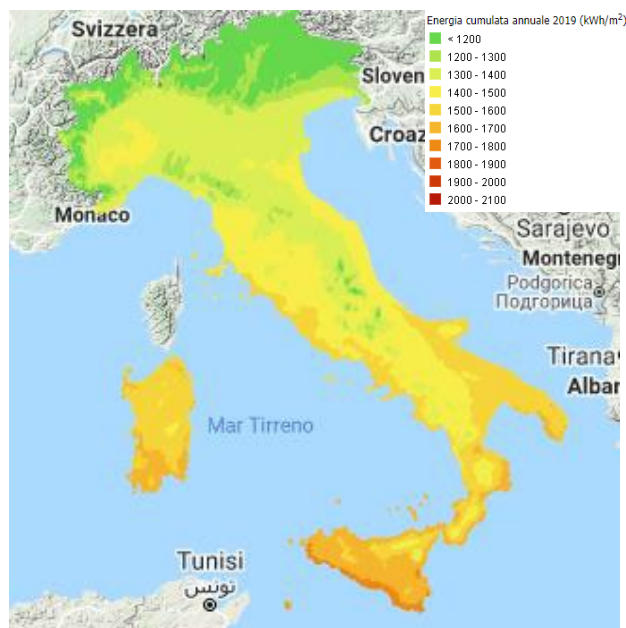 Energia cumulata annuale 2019 (kWh/m²)
< 1200
1200 - 1300
1300 - 1400
1400 - 1500
1500 - 1600
1600 - 1700
1700 - 1800
1800 - 1900
1900 - 2000
2000 - 2100
Svizzera
Sloven
Croaz
Monaco
Sarajevo
Montenegr
Podgorica
Подгорица
Tirana
Albar
Mar Tirreno
Tunisi
تونس